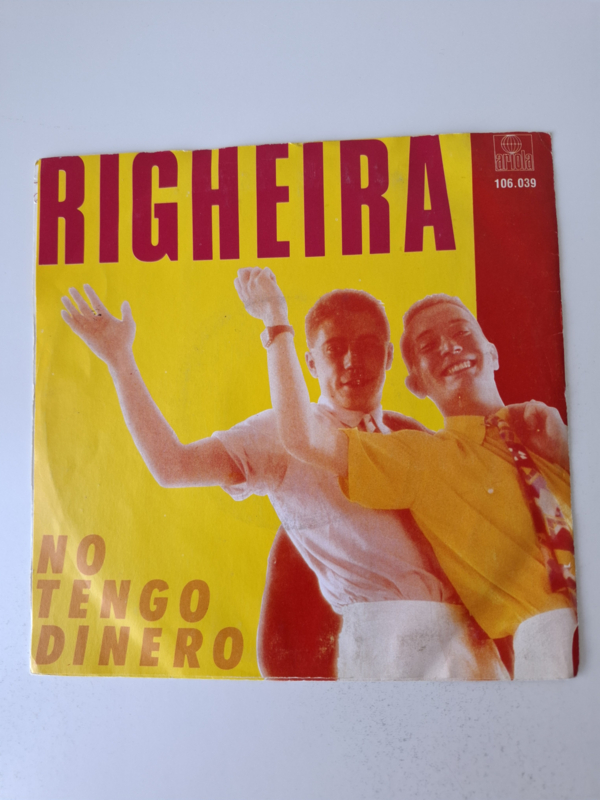 RIGHEIRA
ariola
106.039
NO
TENGO
DINERO